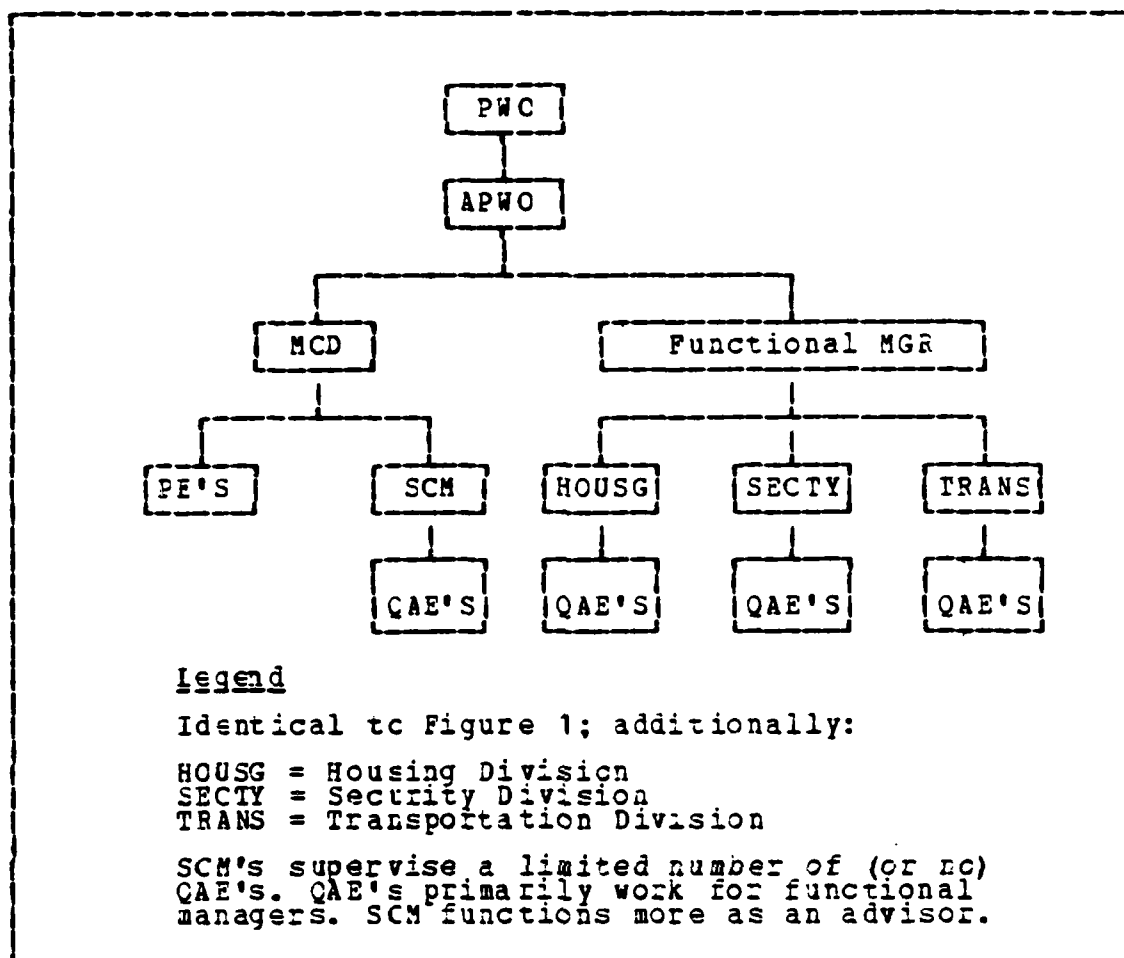 PWO
APWO
MCD Functional MGR
PE'S SCM HOUSG SECTY TRANS
QAE'S QAE'S QAE'S QAE'S
Legend
Identical to Figure 1; additionally:
HOUSG = Housing Division
SECTY = Security Division
TRANS = Transportation Division
SCM's supervise a limited number of (or no)
QAE's. QAE's primarily work for functional
managers. SCM functions more as an advisor.